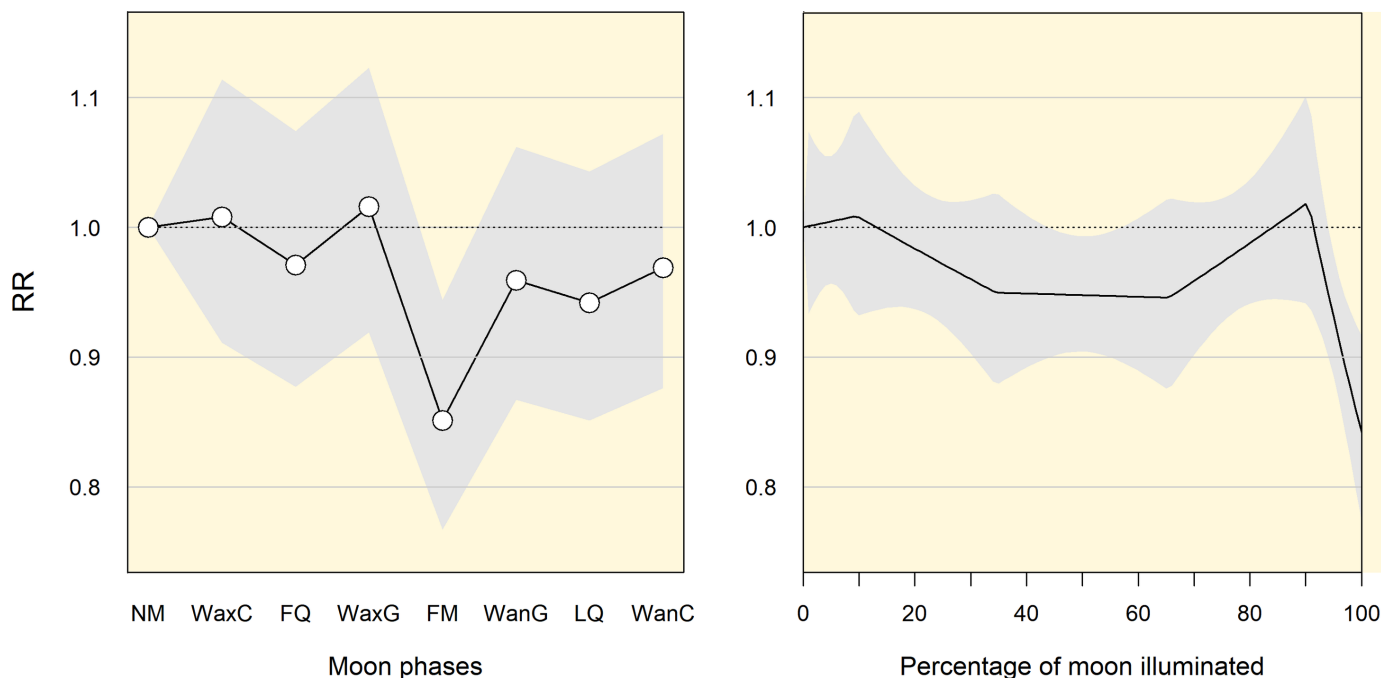 RR
1.1
1.0
0.9
0.8
NM WaxC FQ WaxG FM WanG LQ WanC
Moon phases
1.1
1.0
0.9
0.8
0 20 40 60 80 100
Percentage of moon illuminated